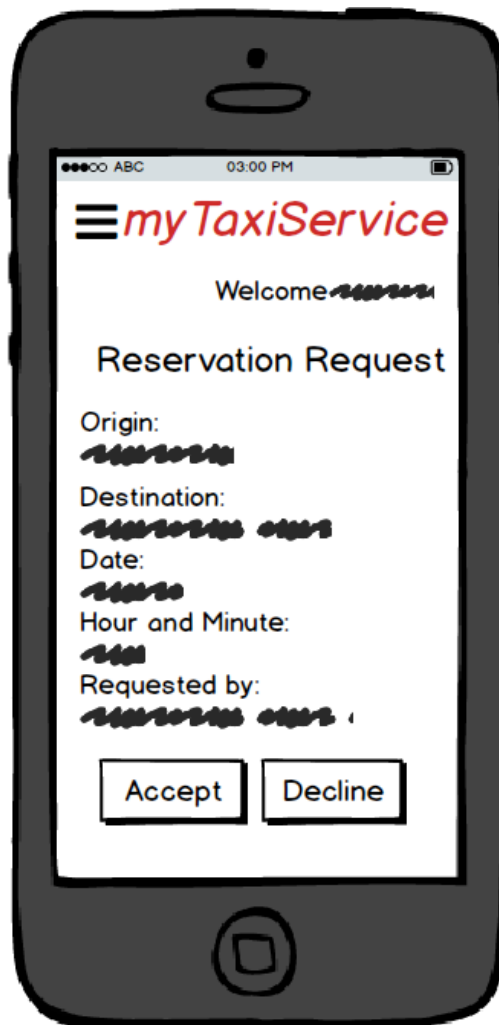 ABC 03:00 PM
myTaxiService
Welcome
Reservation Request
Origin:
Destination:
Date:
Hour and Minute:
Requested by:
Accept Decline